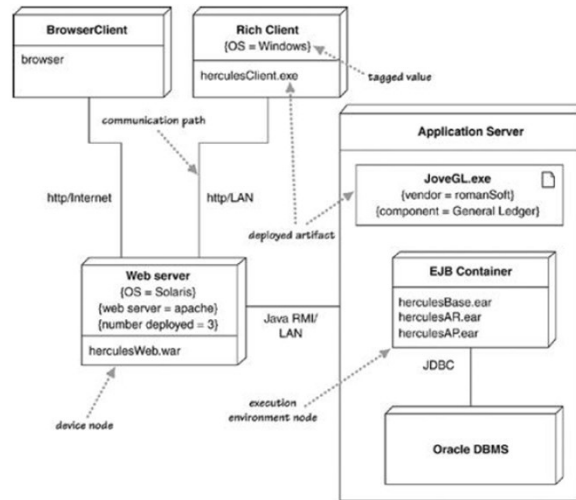 BrowserClient
browser
Rich Client
{OS = Windows}
herculesClient.exe
tagged value
communication path
Application Server
JoveGL.exe
{vendor = romanSoft}
{component = General Ledger}
http/Internet
http/LAN
deployed artifact
Web server
{OS = Solaris}
{web server = apache}
{number deployed = 3}
herculesWeb.war
Java RMI/
LAN
EJB Container
herculesBase.ear
herculesAR.ear
herculesAP.ear
JDBC
device node
execution
environment node
Oracle DBMS